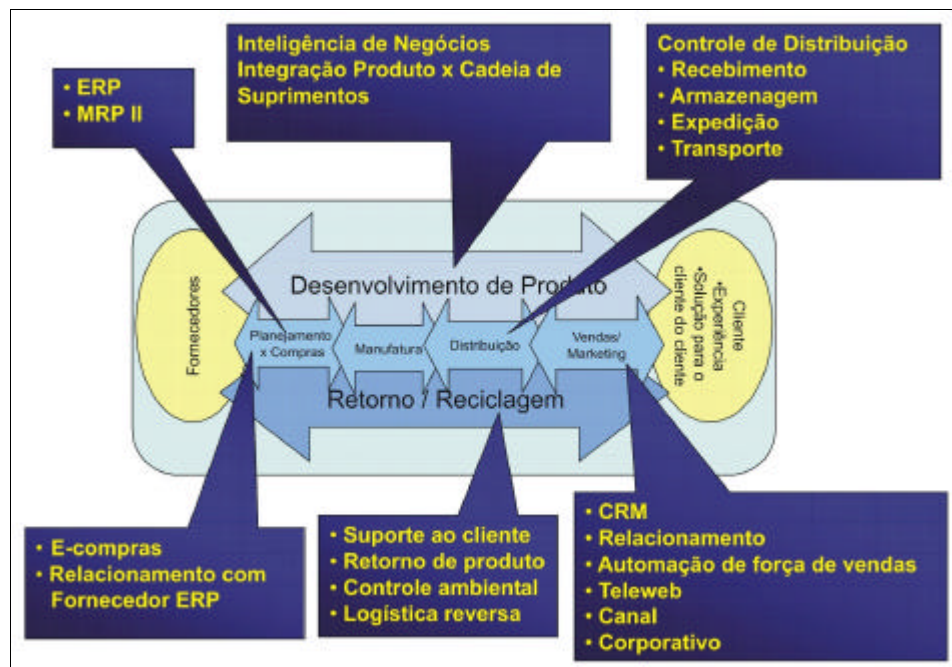 • ERP
• MRP II
Inteligência de Negócios
Integração Produto x Cadeia de
Suprimentos
Controle de Distribuição
• Recebimento
• Armazenagem
• Expedição
• Transporte
Fornecedores
Desenvolvimento de Produto
Planejamento
x Compras
Manufatura
Distribuição
Vendas/
Marketing
Retorno / Reciclagem
Cliente
•Experiência
•Solução para o
cliente do cliente
• E-compras
• Relacionamento com
Fornecedor ERP
• Suporte ao cliente
• Retorno de produto
• Controle ambiental
• Logística reversa
• CRM
• Relacionamento
• Automação de força de vendas
• Teleweb
• Canal
• Corporativo